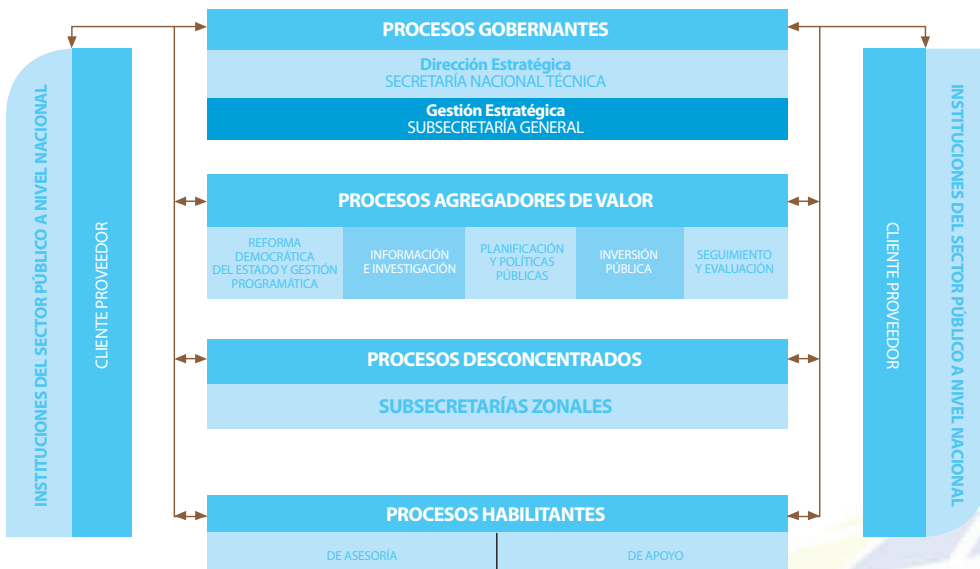 INSTITUCIONES DEL SECTOR PÚBLICO A NIVEL NACIONAL
CLIENTE PROVEEDOR
PROCESOS GOBERNANTES
Dirección Estratégica
SECRETARÍA NACIONAL TÉCNICA
Gestión Estratégica
SUBSECRETARÍA GENERAL
PROCESOS AGREGADORES DE VALOR
REFORMA
DEMOCRÁTICA
DEL ESTADO Y GESTIÓN
PROGRAMÁTICA
INFORMACIÓN
E INVESTIGACIÓN
PLANIFICACIÓN
Y POLÍTICAS
PÚBLICAS
INVERSIÓN
PÚBLICA
SEGUIMIENTO
Y EVALUACIÓN
PROCESOS DESCONCENTRADOS
SUBSECRETARÍAS ZONALES
PROCESOS HABILITANTES
DE ASESORÍA
DE APOYO
CLIENTE PROVEEDOR
INSTITUCIONES DEL SECTOR PÚBLICO A NIVEL NACIONAL